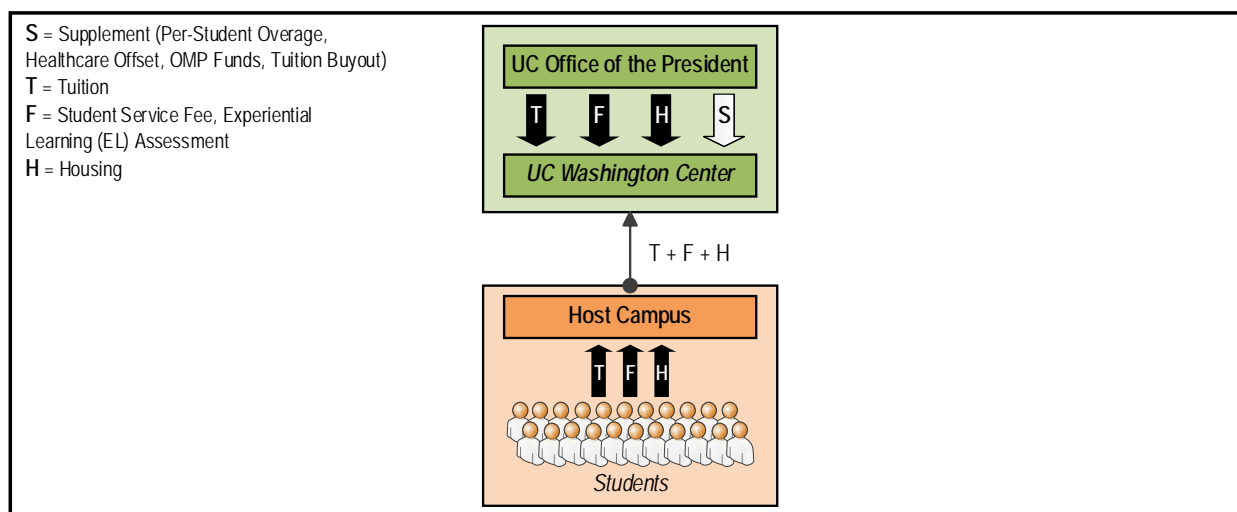 S = Supplement (Per-Student Overage,
Healthcare Offset, OMP Funds, Tuition Buyout)
T = Tuition
F = Student Service Fee, Experiential
Learning (EL) Assessment
H = Housing
UC Office of the President
T F H S
UC Washington Center
T + F + H
Host Campus
T F H
Students